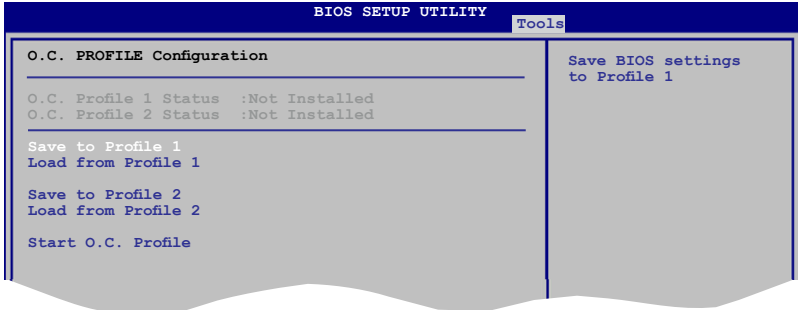 BIOS SETUP UTILITY
Tools
O.C. PROFILE Configuration
O.C. Profile 1 Status :Not Installed
O.C. Profile 2 Status :Not Installed
Save to Profile 1
Load from Profile 1
Save to Profile 2
Load from Profile 2
Start O.C. Profile
Save BIOS settings
to Profile 1